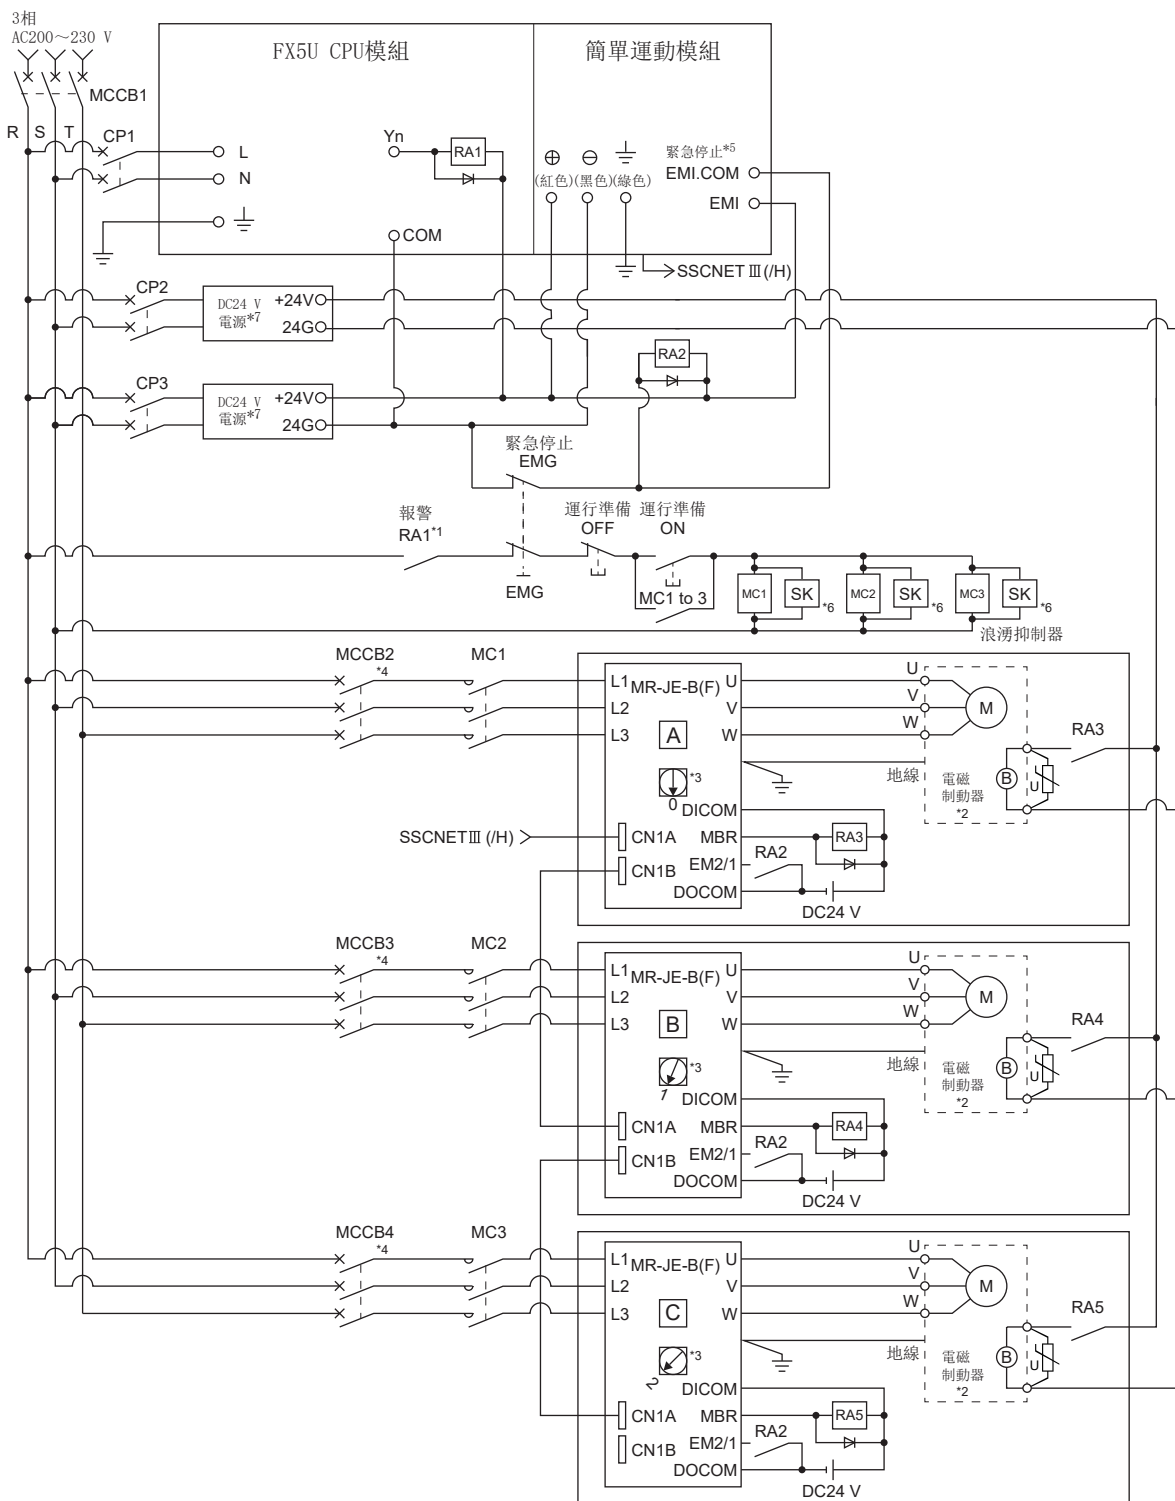 3相
AC200～230 V
FX5U CPU模組
簡單運動模組
MCCB1
R S T
CP1
L
N
Yn
RA1
COM
(紅色)
(黑色)
(綠色)
緊急停止*5
EMI.COM
EMI
SSCNETⅢ(/H)
CP2
DC24 V
電源*7
+24V
24G
RA2
CP3
DC24 V
電源*7
+24V
24G
緊急停止
EMG
報警
RA1*1
EMG
運行準備
OFF
運行準備
ON
MC1 to 3
MC1
SK
*6
MC2
SK
*6
MC3
SK
*6
浪湧抑制器
MCCB2
*4
MC1
L1
L2
L3
MR-JE-B(F)
A
*3
0
U
V
W
U
V
W
M
地線
電磁
制動器
*2
B
U
RA3
SSCNETⅢ(/H)
CN1A
CN1B
DICOM
MBR
EM2/1
DOCOM
RA2
RA3
DC24 V
MCCB3
*4
MC2
L1
L2
L3
MR-JE-B(F)
B
*3
1
U
V
W
U
V
W
M
地線
電磁
制動器
*2
B
U
RA4
CN1A
CN1B
DICOM
MBR
EM2/1
DOCOM
RA2
RA4
DC24 V
MCCB4
*4
MC3
L1
L2
L3
MR-JE-B(F)
C
*3
2
U
V
W
U
V
W
M
地線
電磁
制動器
*2
B
U
RA5
CN1A
CN1B
DICOM
MBR
EM2/1
DOCOM
RA2
RA5
DC24 V